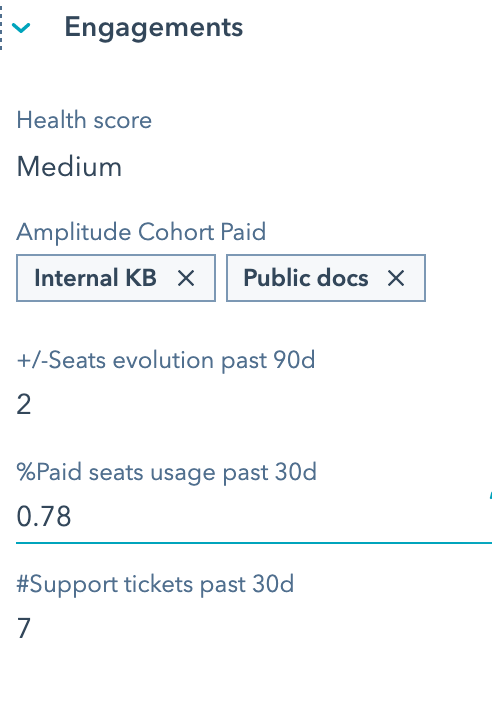 Engagements
Health score
Medium
Amplitude Cohort Paid
Internal KB × Public docs ×
+/-Seats evolution past 90d
2
%Paid seats usage past 30d
0.78
#Support tickets past 30d
7